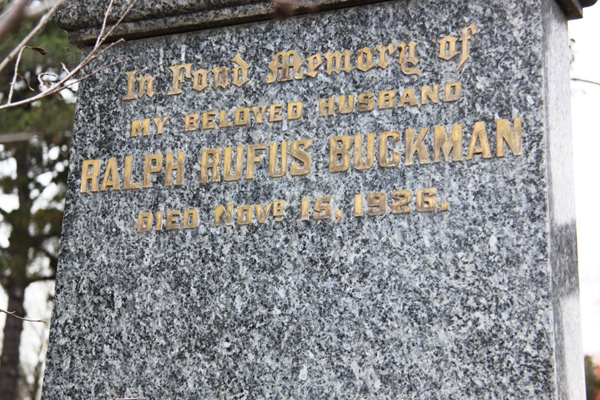 In Fond Memory of
MY BELOVED HUSBAND
RALPH RUFUS BUCKMAN
DIED NOVR 15, 1926.